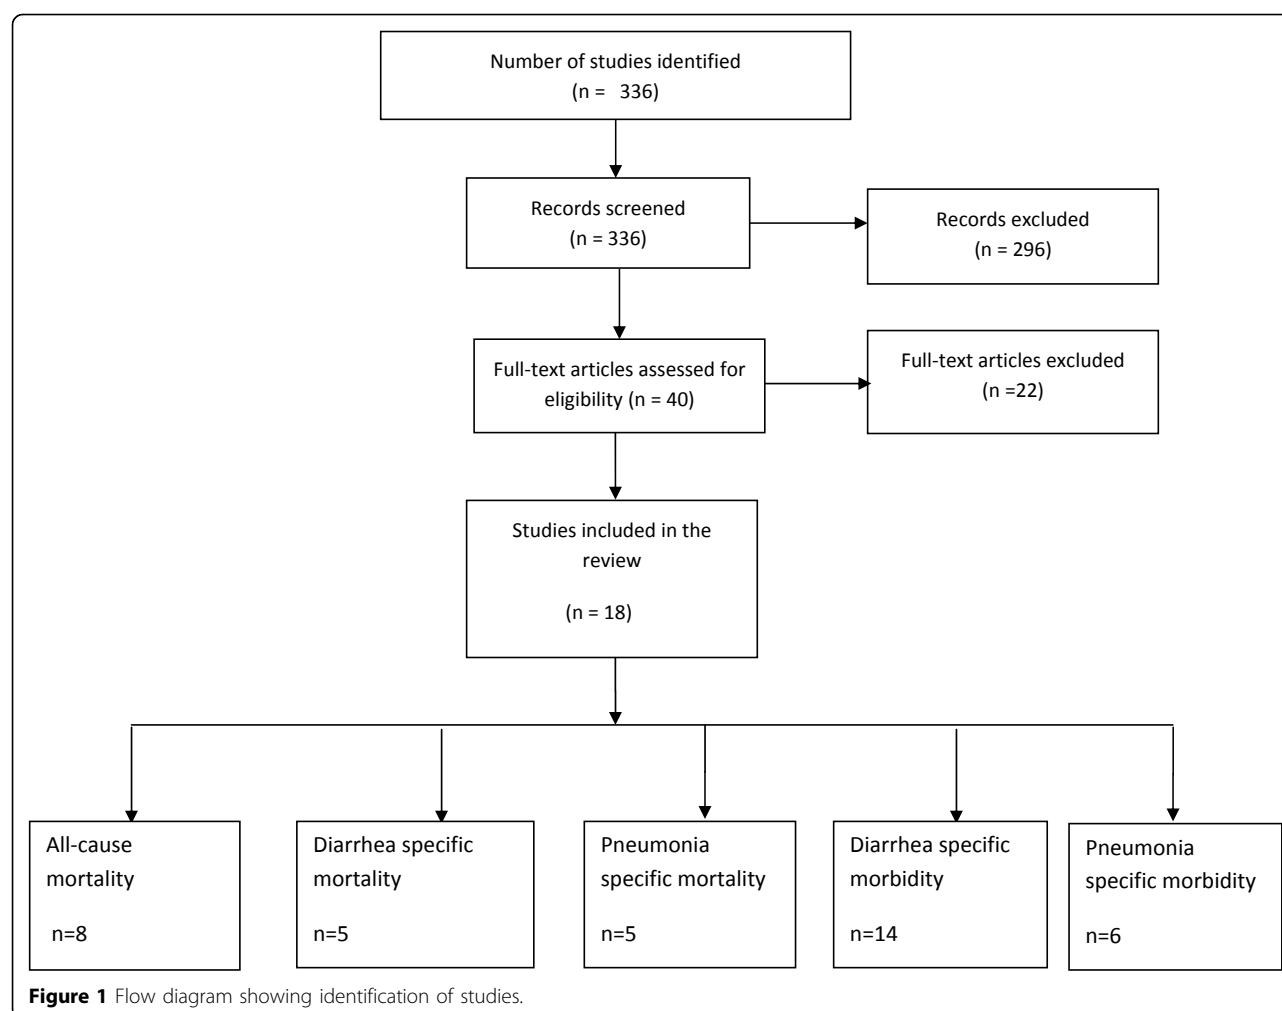 Number of studies identified
(n = 336)
Records screened
(n = 336)
Records excluded
(n = 296)
Full-text articles assessed for
eligibility (n = 40)
Full-text articles excluded
(n =22)
Studies included in the
review
(n = 18)
All-cause
mortality
n=8
Diarrhea specific
mortality
n=5
Pneumonia
specific mortality
n=5
Diarrhea specific
morbidity
n=14
Pneumonia
specific morbidity
n=6
Figure 1 Flow diagram showing identification of studies.